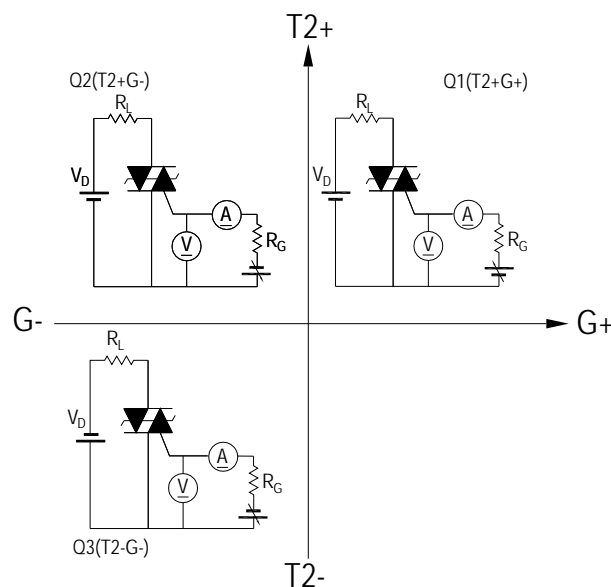 T2+
Q2(T2+G-)
Q1(T2+G+)
RL
VD
A
V
RG
RL
VD
A
V
RG
G-
G+
RL
VD
A
V
RG
Q3(T2-G-)
T2-